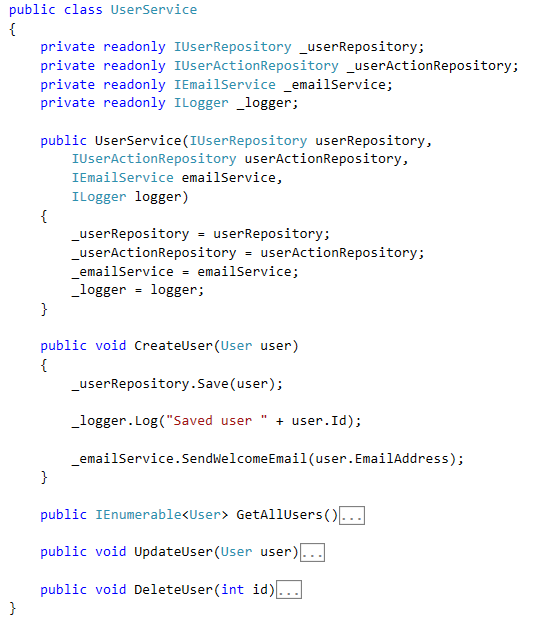 public class UserService
{
    private readonly IUserRepository _userRepository;
    private readonly IUserActionRepository _userActionRepository;
    private readonly IEmailService _emailService;
    private readonly ILogger _logger;

    public UserService(IUserRepository userRepository,
        IUserActionRepository userActionRepository,
        IEmailService emailService,
        ILogger logger)
    {
        _userRepository = userRepository;
        _userActionRepository = userActionRepository;
        _emailService = emailService;
        _logger = logger;
    }

    public void CreateUser(User user)
    {
        _userRepository.Save(user);

        _logger.Log("Saved user " + user.Id);

        _emailService.SendWelcomeEmail(user.EmailAddress);
    }

    public IEnumerable<User> GetAllUsers()...

    public void UpdateUser(User user)...

    public void DeleteUser(int id)...
}